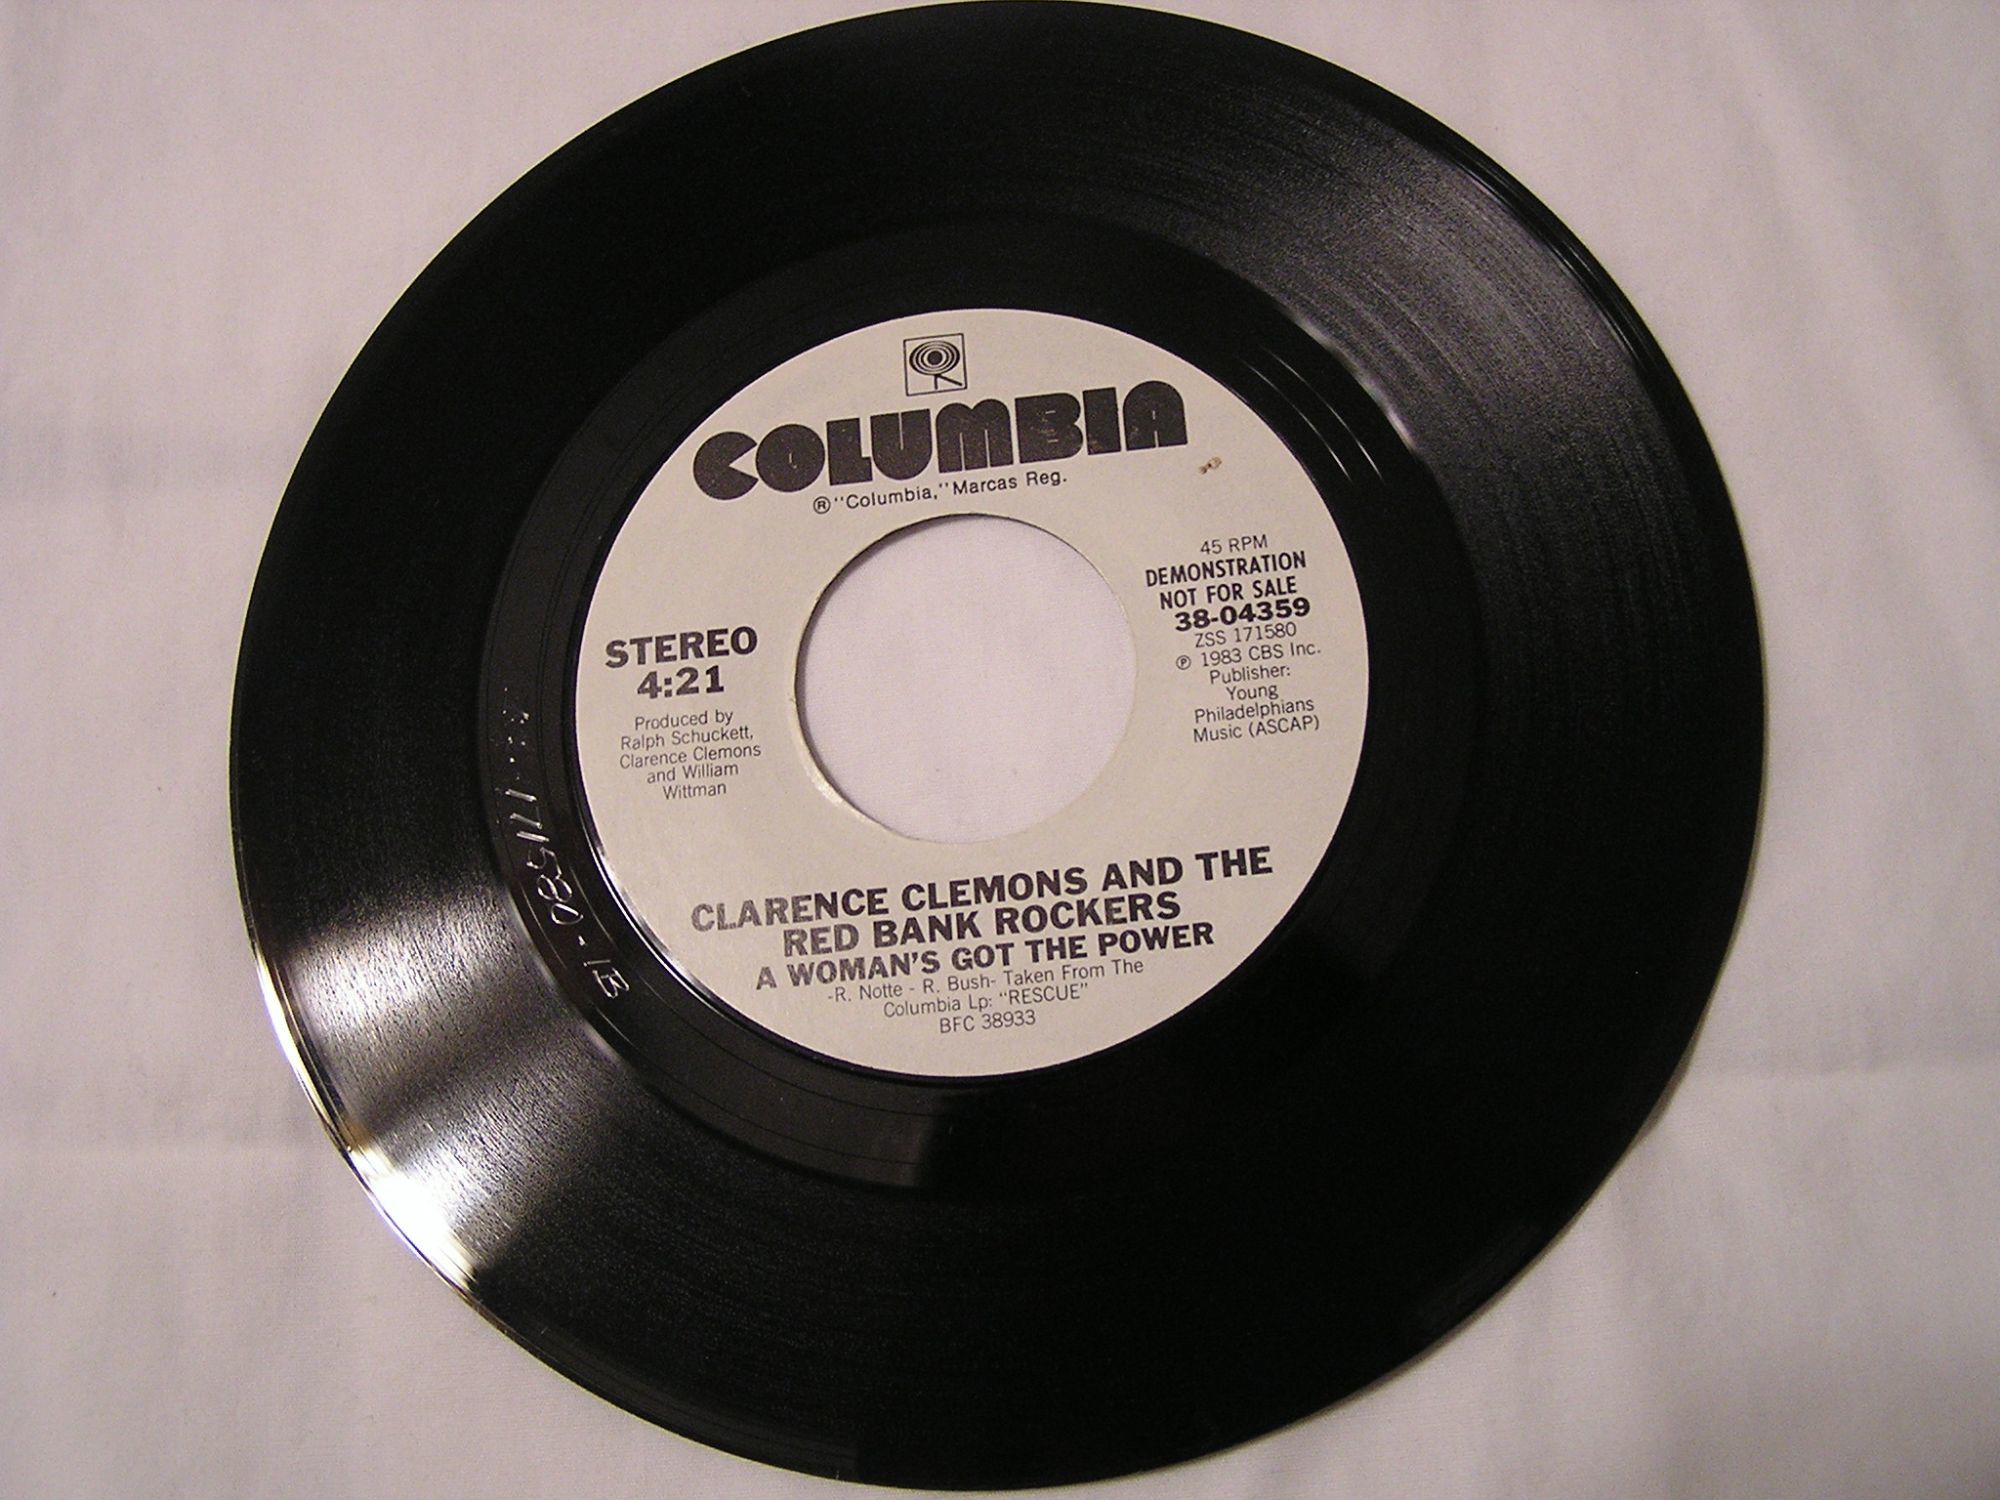 COLUMBIA
®"Columbia," Marcas Reg.
45 RPM
DEMONSTRATION
NOT FOR SALE
38-04359
ZSS 171580
℗ 1983 CBS Inc.
Publisher:
Young
Philadelphians
Music (ASCAP)
STEREO
4:21
Produced by
Ralph Schuckett,
Clarence Clemons
and William
Wittman
CLARENCE CLEMONS AND THE
RED BANK ROCKERS
A WOMAN'S GOT THE POWER
-R. Notte - R. Bush- Taken From The
Columbia Lp: "RESCUE"
BFC 38933
171580-1B